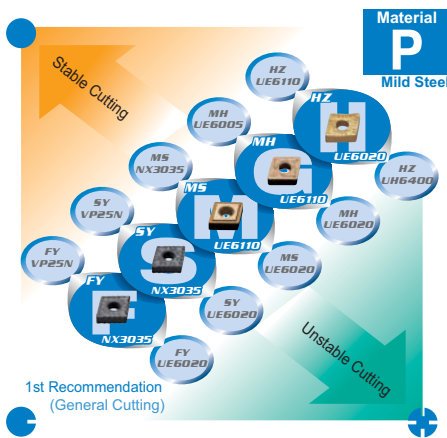 Material
P
Mild Steel
Stable Cutting
HZ
UE6110
HZ
H
UE6020
MH
UE6005
MH
G
UE6110
HZ
UH6400
MS
NX3035
MS
M
UE6110
MH
UE6020
SY
VP25N
SY
S
NX3035
MS
UE6020
FY
VP25N
FY
F
NX3035
SY
UE6020
FY
UE6020
Unstable Cutting
1st Recommendation
(General Cutting)